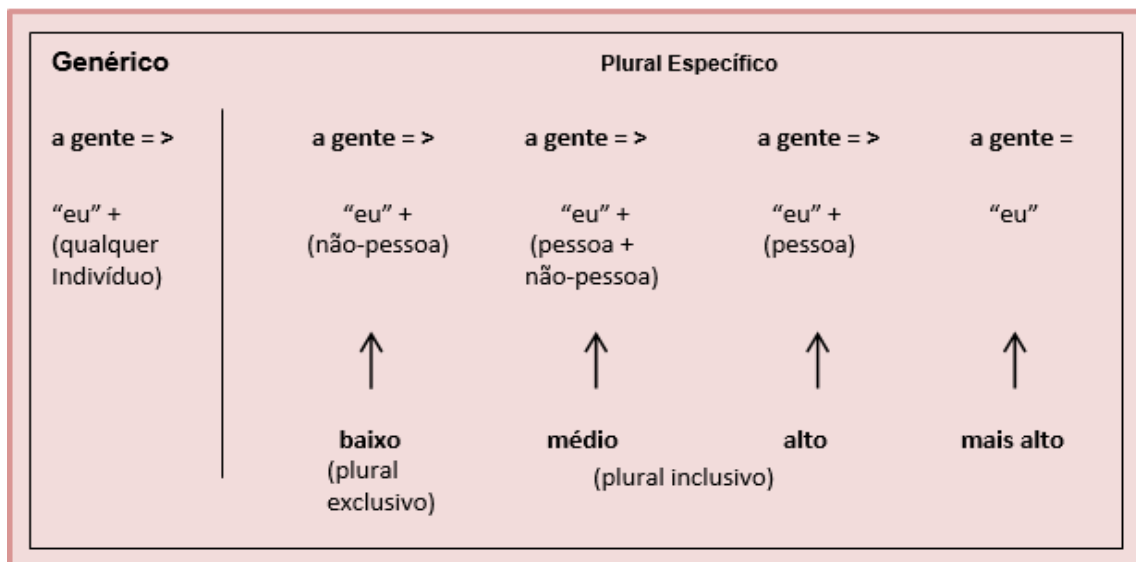 Genérico
Plural Específico
a gente = >
a gente = >
a gente = >
a gente = >
a gente =
“eu” +
(qualquer
Indivíduo)
“eu” +
(não-pessoa)
“eu” +
(pessoa +
não-pessoa)
“eu” +
(pessoa)
“eu”
baixo
(plural
exclusivo)
médio
alto
(plural inclusivo)
mais alto